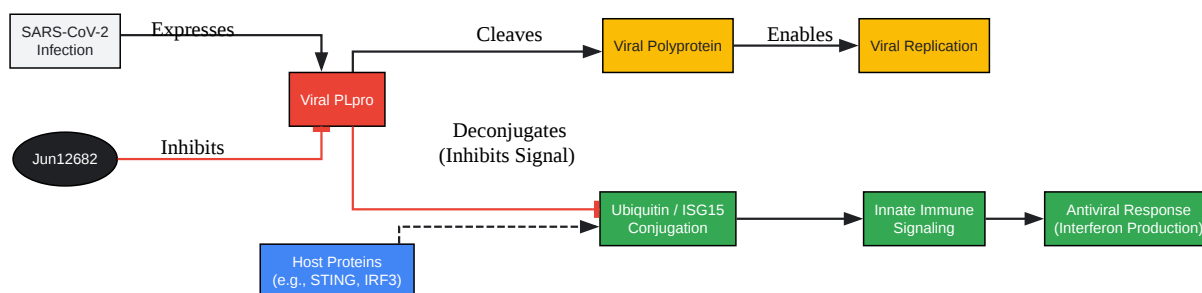 SARS-CoV-2
Infection
Expresses
Cleaves
Viral Polyprotein
Enables
Viral Replication
Viral PLpro
Jun12682
Inhibits
Deconjugates
(Inhibits Signal)
Ubiquitin / ISG15
Conjugation
Innate Immune
Signaling
Antiviral Response
(Interferon Production)
Host Proteins
(e.g., STING, IRF3)